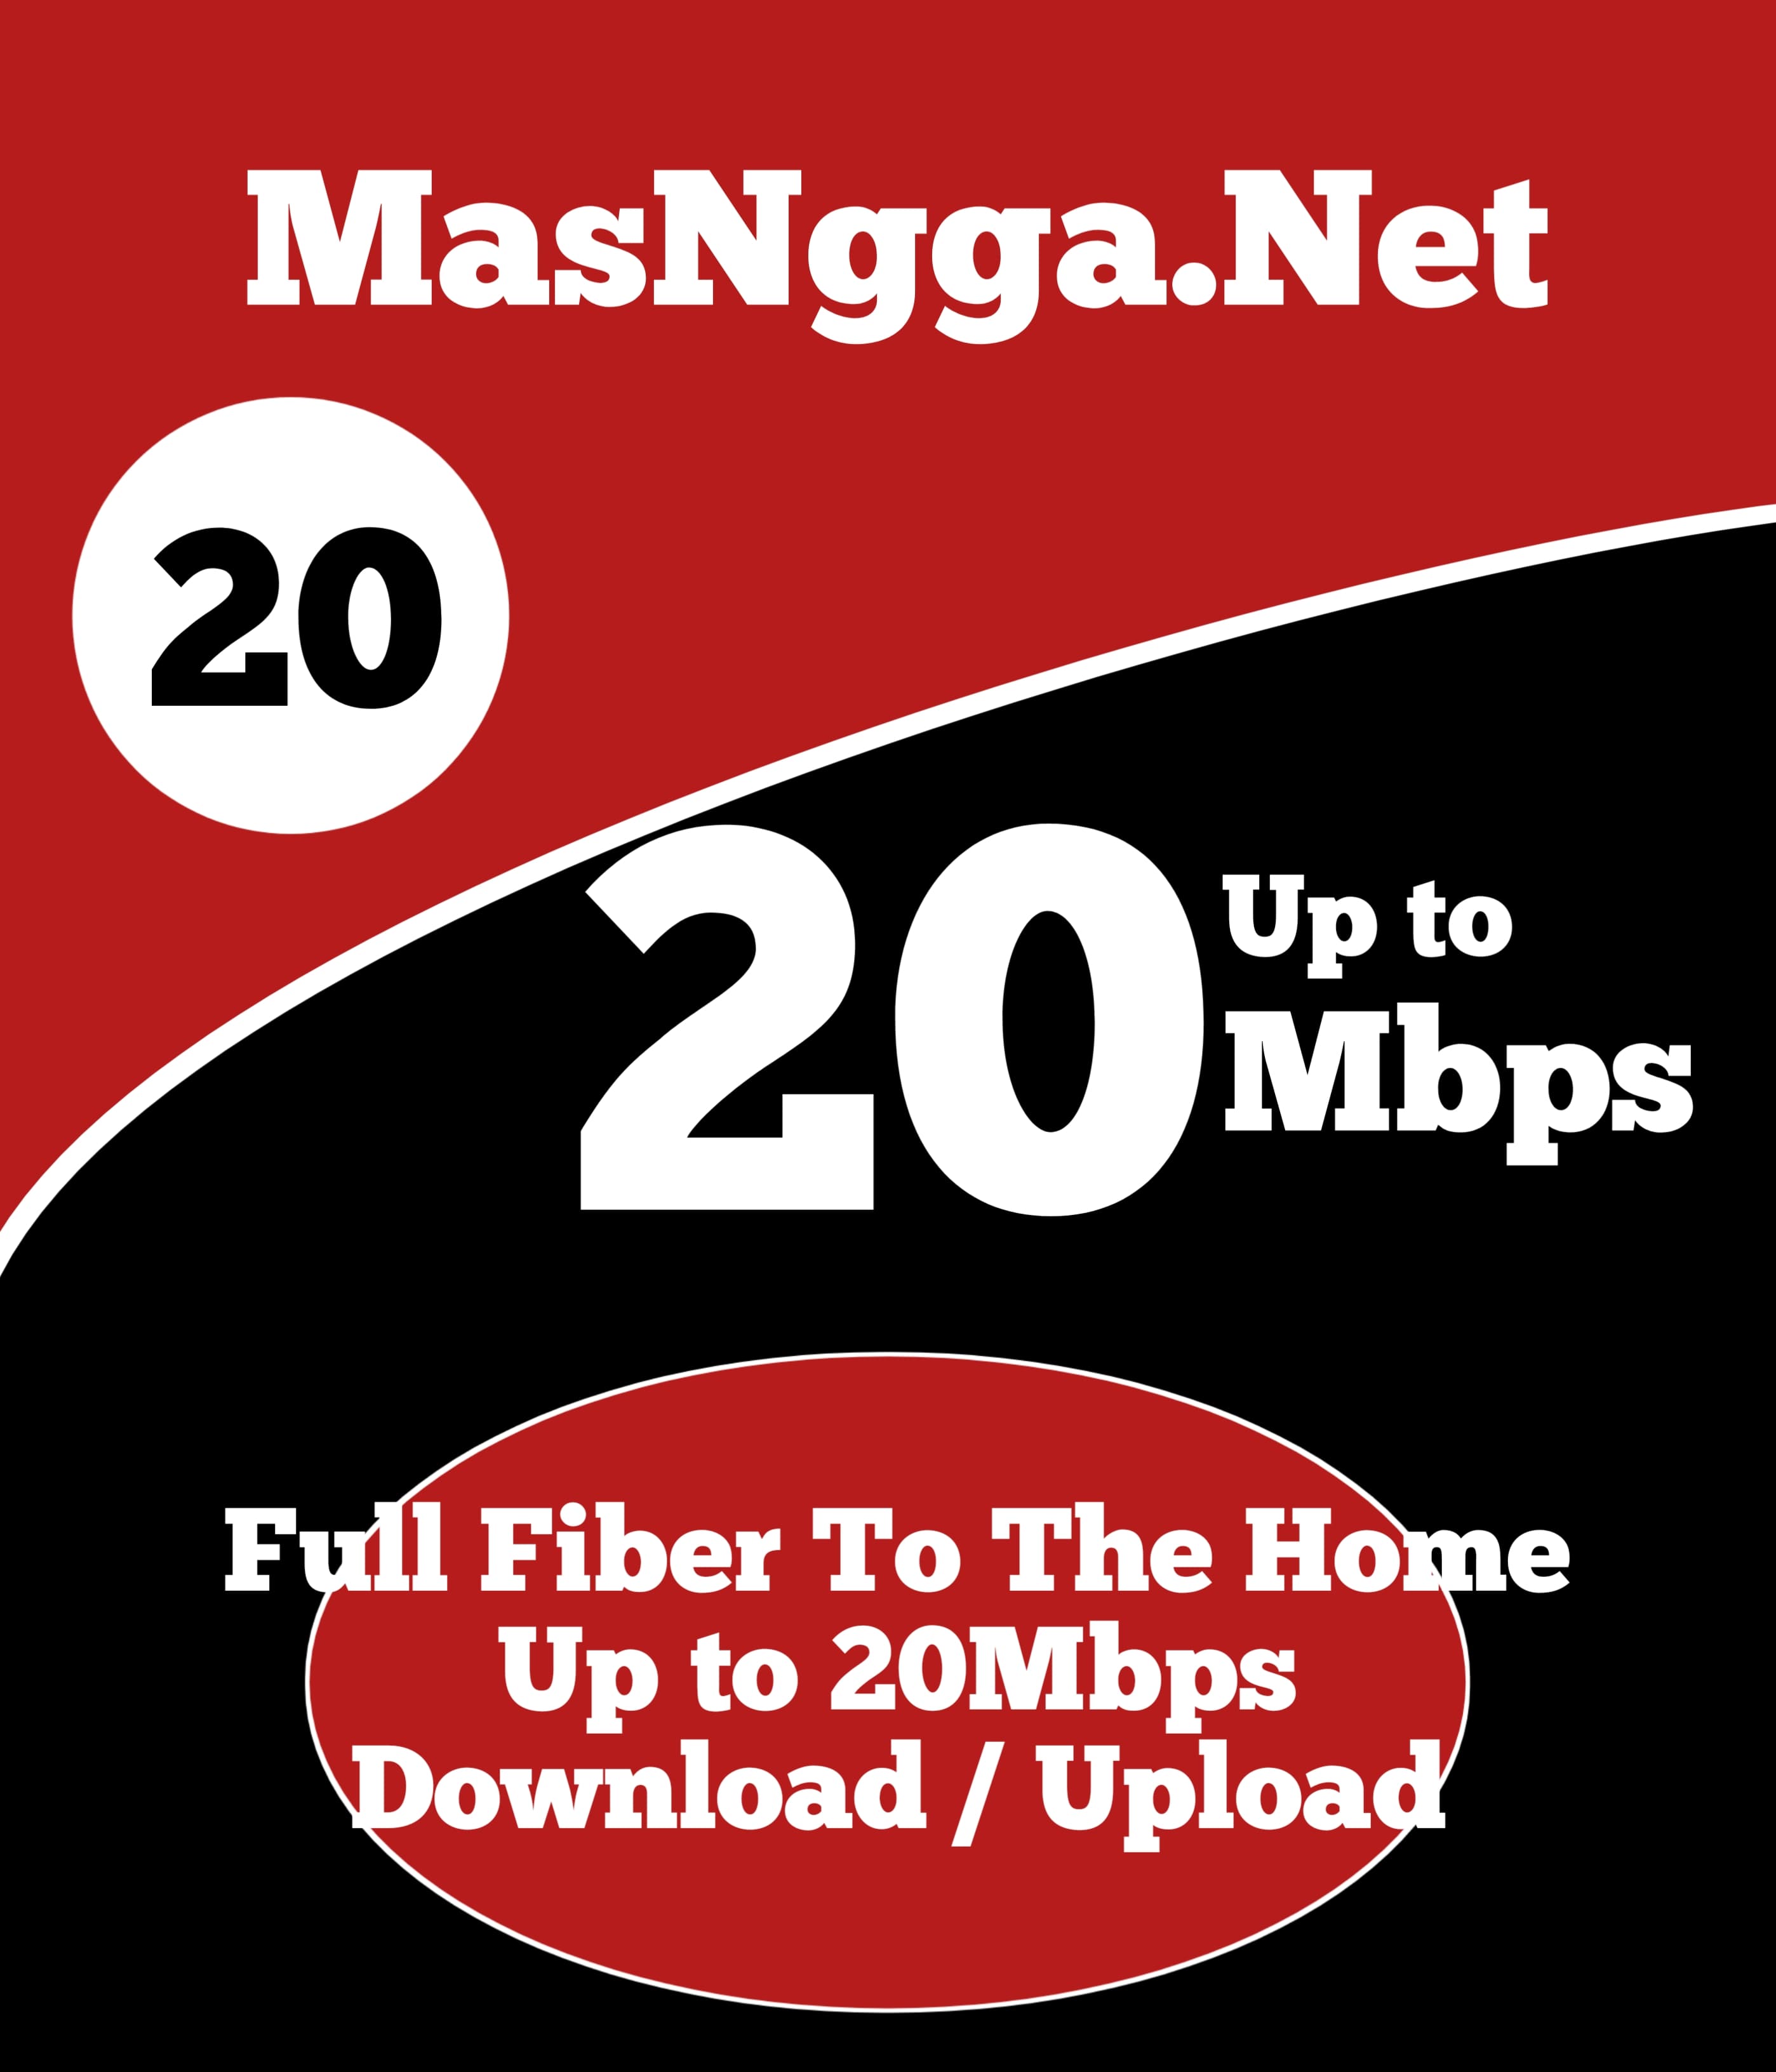 MasNgga.Net
20
20
Up to
Mbps
Full Fiber To The Home
Up to 20Mbps
Download / Upload